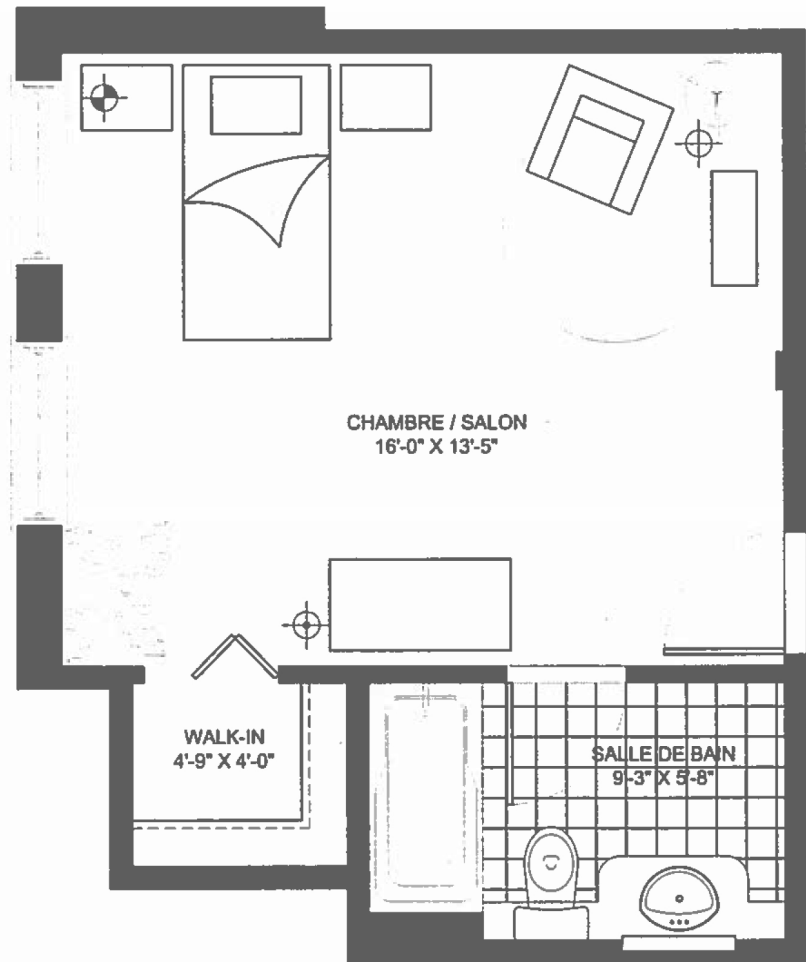 CHAMBRE / SALON
16'-0" X 13'-5"
WALK-IN
4'-9" X 4'-0"
SALLE DE BAIN
9'-3" X 5'-8"